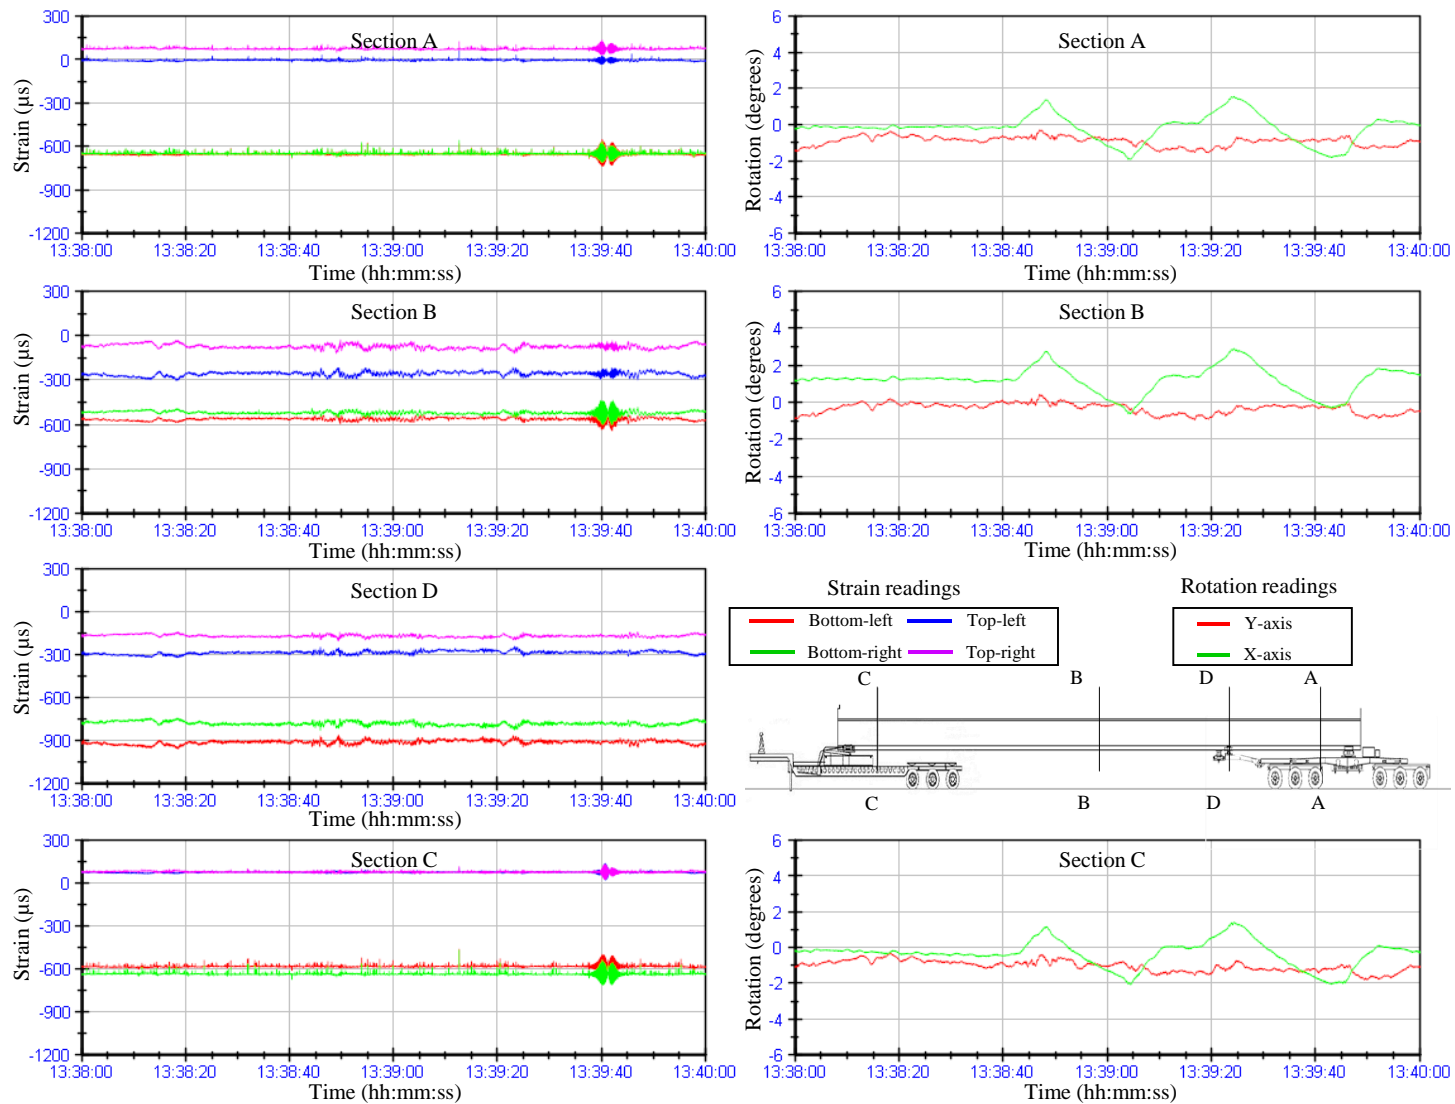 Section A
Strain (µs)
300
0
-300
-600
-900
-1200
13:38:00 13:38:20 13:38:40 13:39:00 13:39:20 13:39:40 13:40:00
Time (hh:mm:ss)
Section A
Rotation (degrees)
6
4
2
0
-2
-4
-6
13:38:00 13:38:20 13:38:40 13:39:00 13:39:20 13:39:40 13:40:00
Time (hh:mm:ss)
Section B
Strain (µs)
300
0
-300
-600
-900
-1200
13:38:00 13:38:20 13:38:40 13:39:00 13:39:20 13:39:40 13:40:00
Time (hh:mm:ss)
Section B
Rotation (degrees)
6
4
2
0
-2
-4
-6
13:38:00 13:38:20 13:38:40 13:39:00 13:39:20 13:39:40 13:40:00
Time (hh:mm:ss)
Section D
Strain (µs)
300
0
-300
-600
-900
-1200
13:38:00 13:38:20 13:38:40 13:39:00 13:39:20 13:39:40 13:40:00
Time (hh:mm:ss)
Strain readings
Bottom-left Top-left
Bottom-right Top-right
Rotation readings
Y-axis
X-axis
C B D A
C B D A
Section C
Strain (µs)
300
0
-300
-600
-900
-1200
13:38:00 13:38:20 13:38:40 13:39:00 13:39:20 13:39:40 13:40:00
Time (hh:mm:ss)
Section C
Rotation (degrees)
6
4
2
0
-2
-4
-6
13:38:00 13:38:20 13:38:40 13:39:00 13:39:20 13:39:40 13:40:00
Time (hh:mm:ss)